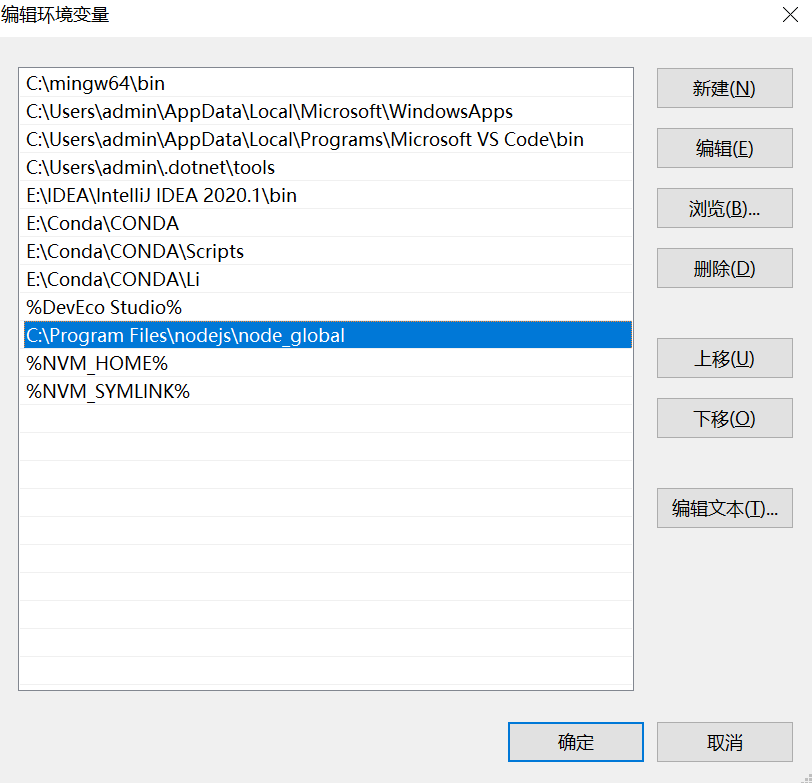 编辑环境变量
C:\mingw64\bin
C:\Users\admin\AppData\Local\Microsoft\WindowsApps
C:\Users\admin\AppData\Local\Programs\Microsoft VS Code\bin
C:\Users\admin\.dotnet\tools
E:\IDEA\IntelliJ IDEA 2020.1\bin
E:\Conda\CONDA
E:\Conda\CONDA\Scripts
E:\Conda\CONDA\Li
%DevEco Studio%
C:\Program Files\nodejs\node_global
%NVM_HOME%
%NVM_SYMLINK%
新建(N)
编辑(E)
浏览(B)...
删除(D)
上移(U)
下移(O)
编辑文本(T)...
确定
取消